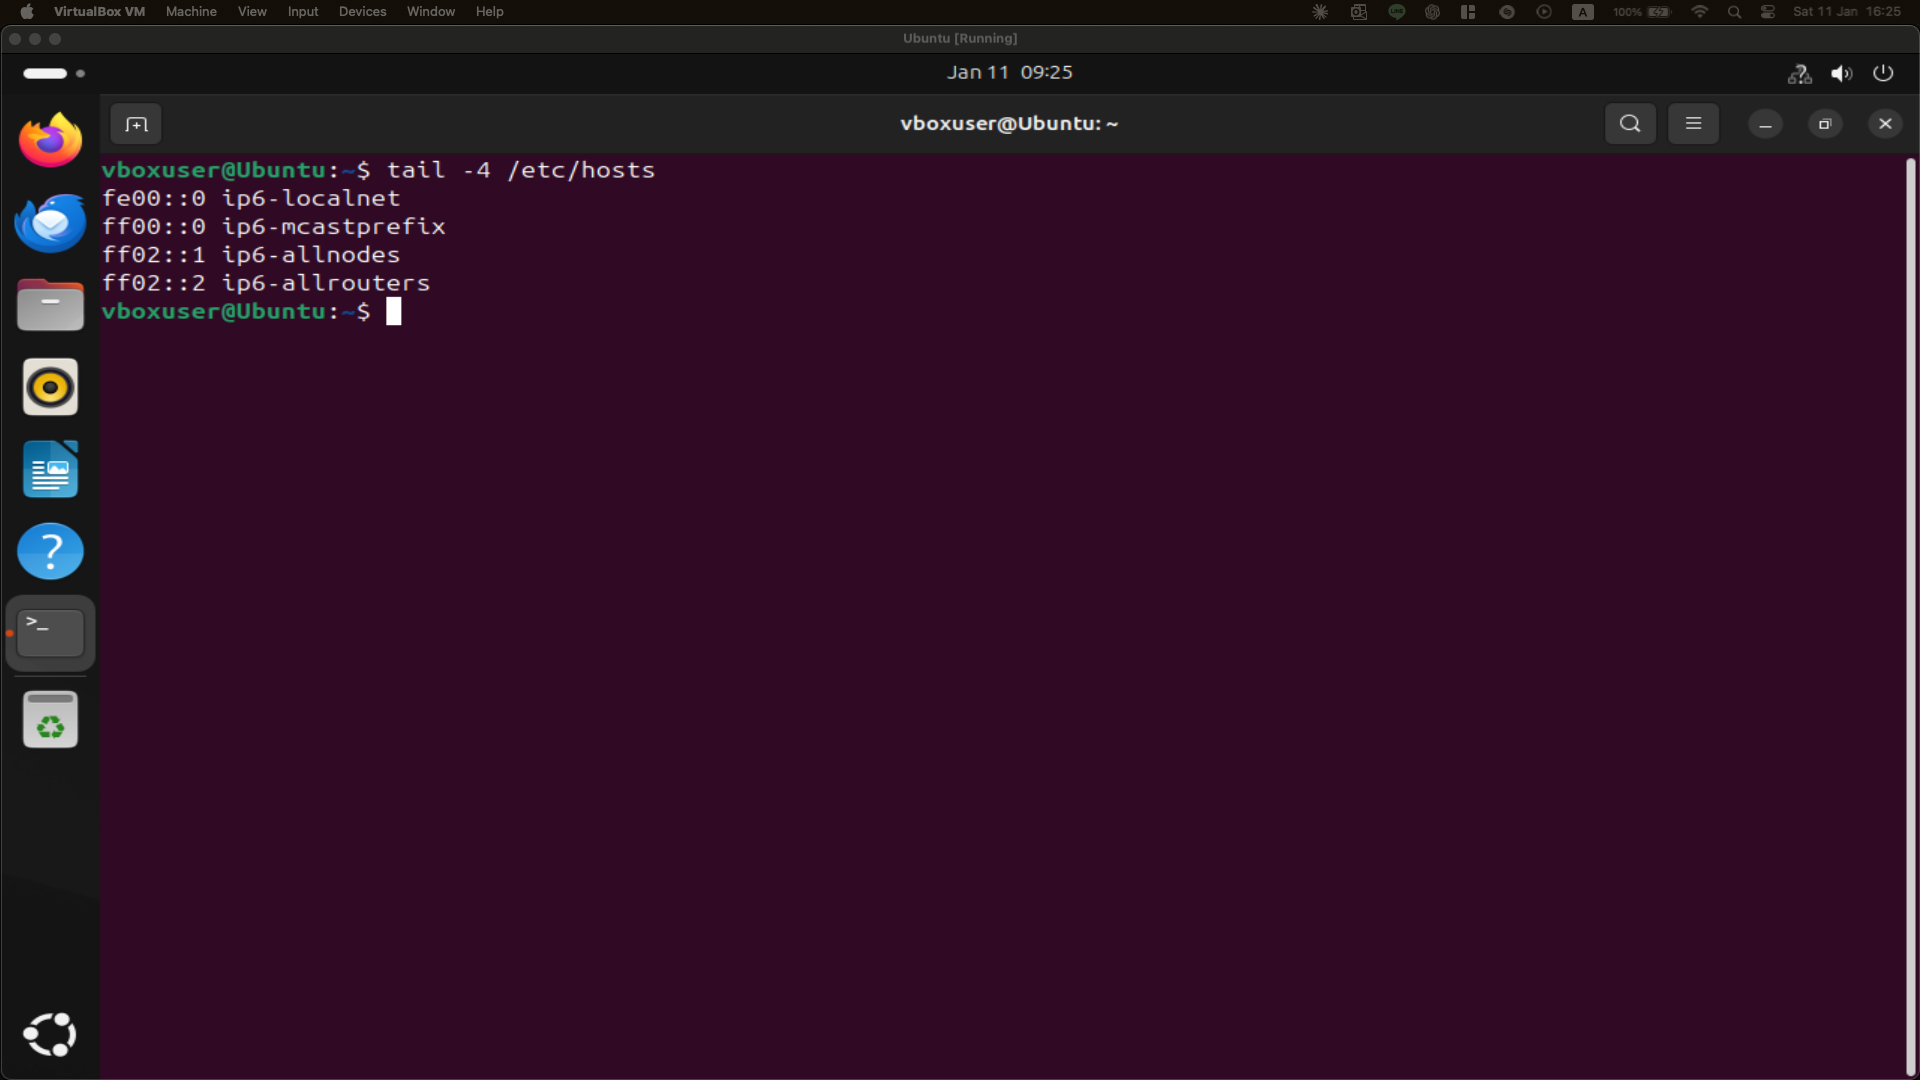 VirtualBox VM Machine View Input Devices Window Help A 100% Sat 11 Jan 16:25
Ubuntu [Running]
Jan 11 09:25
vboxuser@Ubuntu: ~
vboxuser@Ubuntu:~$ tail -4 /etc/hosts
fe00::0 ip6-localnet
ff00::0 ip6-mcastprefix
ff02::1 ip6-allnodes
ff02::2 ip6-allrouters
vboxuser@Ubuntu:~$